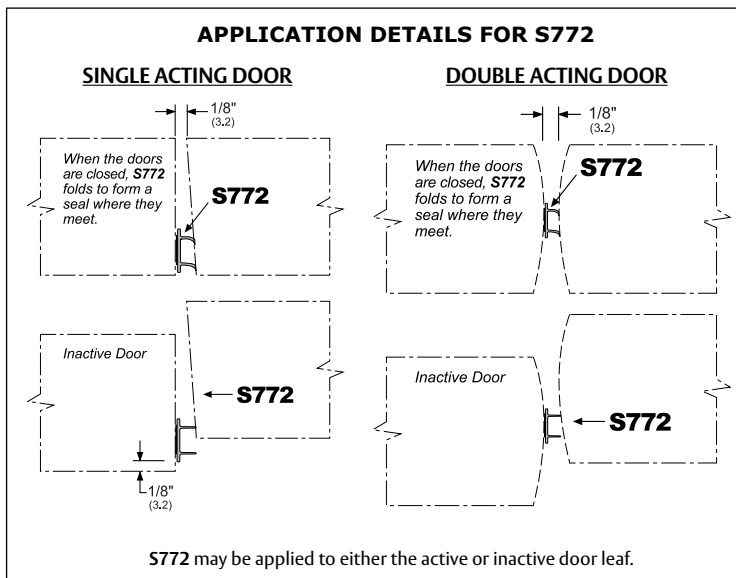 APPLICATION DETAILS FOR S772
SINGLE ACTING DOOR
1/8"
(3.2)
When the doors
are closed, S772
folds to form a
seal where they
meet.
S772
Inactive Door
S772
1/8"
(3.2)
DOUBLE ACTING DOOR
1/8"
(3.2)
When the doors
are closed, S772
folds to form a
seal where they
meet.
S772
Inactive Door
S772
S772 may be applied to either the active or inactive door leaf.